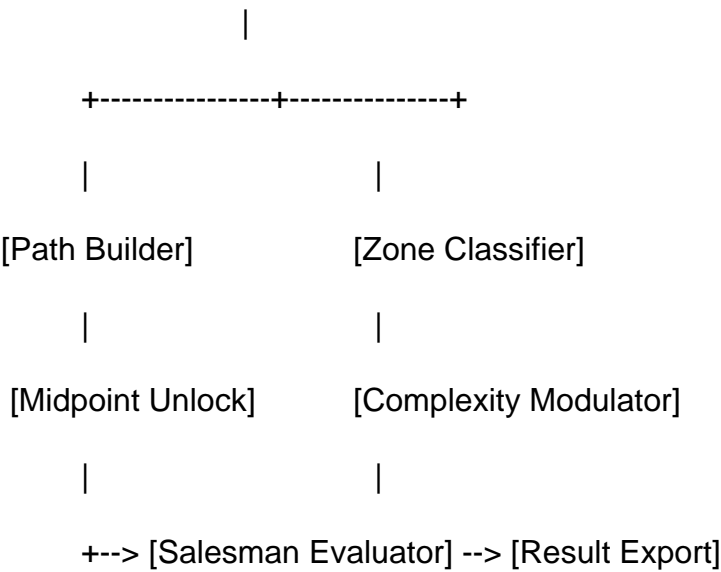 |
+----------------+---------------+
| |
[Path Builder] [Zone Classifier]
| |
[Midpoint Unlock] [Complexity Modulator]
| |
+--> [Salesman Evaluator] --> [Result Export]